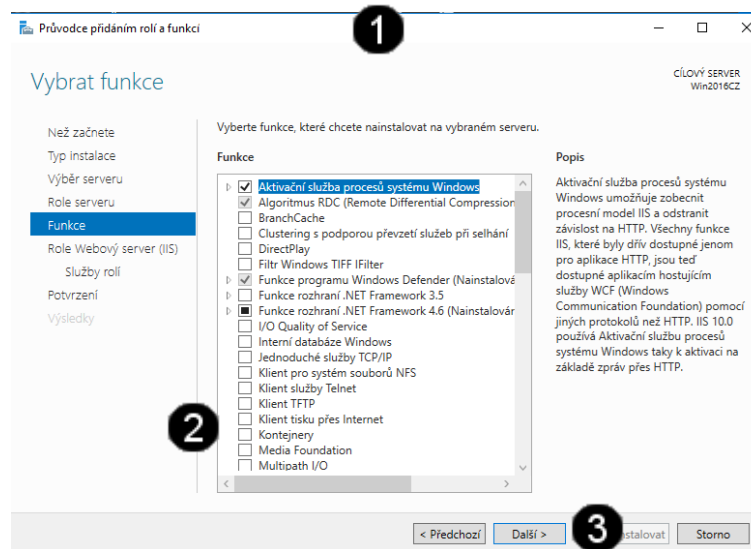 1
Průvodce přidáním rolí a funkcí
Vybrat funkce
CÍLOVÝ SERVER
Win2016CZ
Než začnete
Typ instalace
Výběr serveru
Role serveru
Funkce
Role Webový server (IIS)
Služby rolí
Potvrzení
Výsledky
Vyberte funkce, které chcete nainstalovat na vybraném serveru.
Funkce
Aktivační služba procesů systému Windows
Algoritmus RDC (Remote Differential Compression
BranchCache
Clustering s podporou převzetí služeb při selhání
DirectPlay
Filtr Windows TIFF IFilter
Funkce programu Windows Defender (Nainstalová
Funkce rozhraní .NET Framework 3.5
Funkce rozhraní .NET Framework 4.6 (Nainstalován
I/O Quality of Service
Interní databáze Windows
Jednoduché služby TCP/IP
Klient pro systém souborů NFS
Klient služby Telnet
Klient TFTP
Klient tisku přes Internet
Kontejnery
Media Foundation
Multipath I/O
2
Popis
Aktivační služba procesů systému
Windows umožňuje zobecnit
procesní model IIS a odstranit
závislost na HTTP. Všechny funkce
IIS, které byly dřív dostupné jenom
pro aplikace HTTP, jsou teď
dostupné aplikacím hostujícím
služby WCF (Windows
Communication Foundation) pomocí
jiných protokolů než HTTP. IIS 10.0
používá Aktivační službu procesů
systému Windows taky k aktivaci na
základě zpráv přes HTTP.
< Předchozí
Další >
3
stalovat
Storno